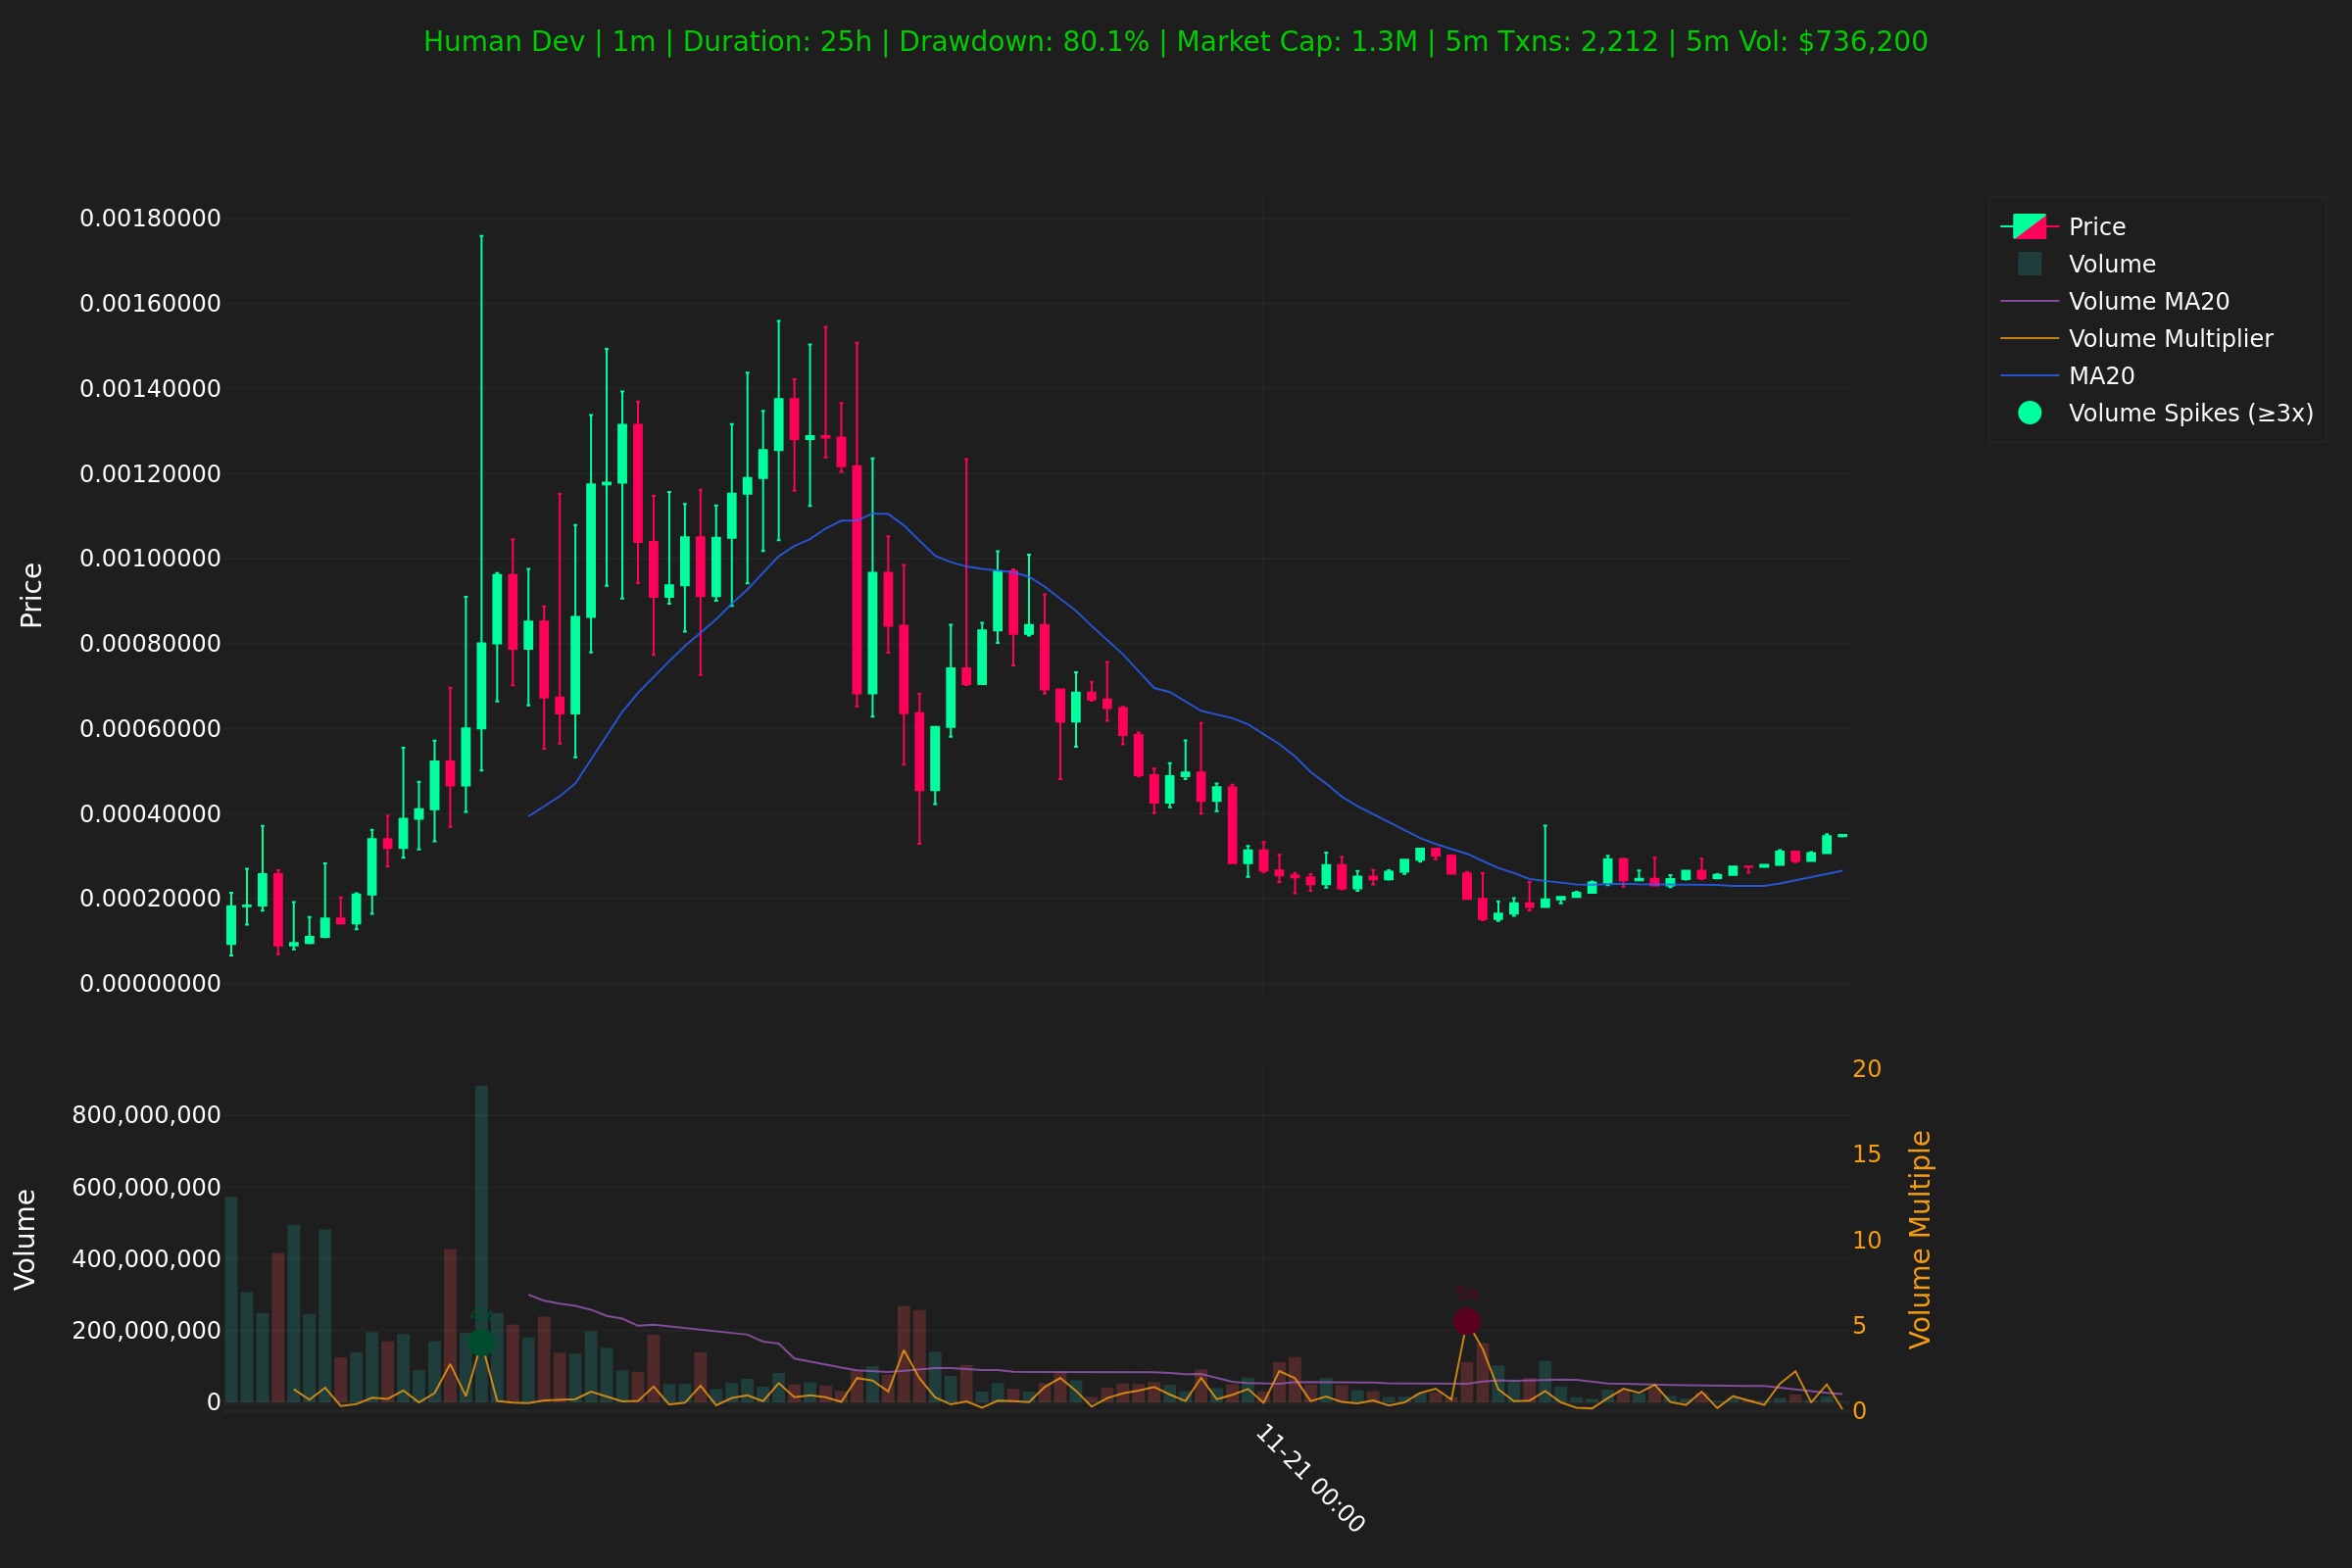 Human Dev | 1m | Duration: 25h | Drawdown: 80.1% | Market Cap: 1.3M | 5m Txns: 2,212 | 5m Vol: $736,200
Price
0.00180000
0.00160000
0.00140000
0.00120000
0.00100000
0.00080000
0.00060000
0.00040000
0.00020000
0.00000000
Price
Volume
Volume MA20
Volume Multiplier
MA20
Volume Spikes (≥3x)
Volume
800,000,000
600,000,000
400,000,000
200,000,000
0
20
15
10
5
0
Volume Multiple
11-21 00:00